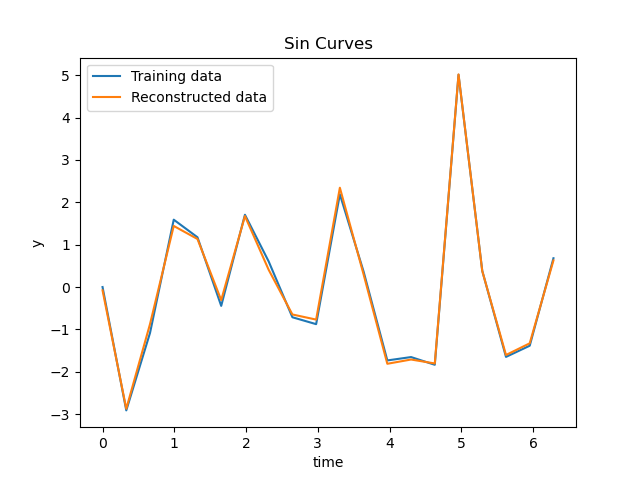 Sin Curves
Training data
Reconstructed data
5
4
3
2
1
0
−1
−2
−3
y
0 1 2 3 4 5 6
time